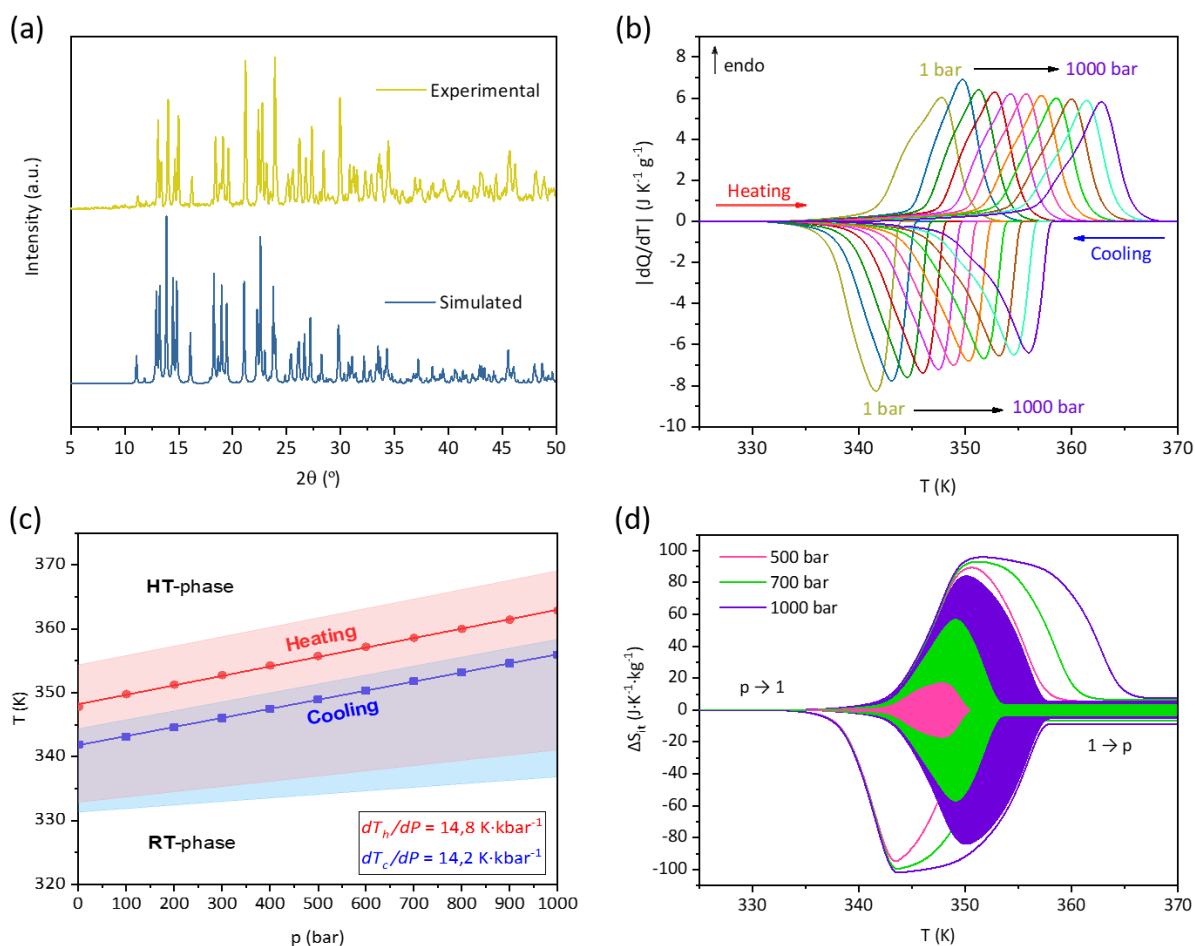 (a)
Experimental
Simulated
Intensity (a.u.)
5 10 15 20 25 30 35 40 45 50
2θ (º)
(b)
8
6
4
2
0
-2
-4
-6
-8
-10
endo
1 bar
1000 bar
Heating
Cooling
1 bar
1000 bar
|dQ/dT| (J K⁻¹ g⁻¹)
330 340 350 360 370
T (K)
(c)
370
360
350
340
330
320
T (K)
HT-phase
Heating
Cooling
RT-phase
dTₕ/dP = 14,8 K·kbar⁻¹
dT꜀/dP = 14,2 K·kbar⁻¹
0 100 200 300 400 500 600 700 800 900 1000
p (bar)
(d)
100
80
60
40
20
0
-20
-40
-60
-80
-100
500 bar
700 bar
1000 bar
p → 1
1 → p
ΔSᵢₜ (J·K⁻¹·kg⁻¹)
330 340 350 360 370
T (K)